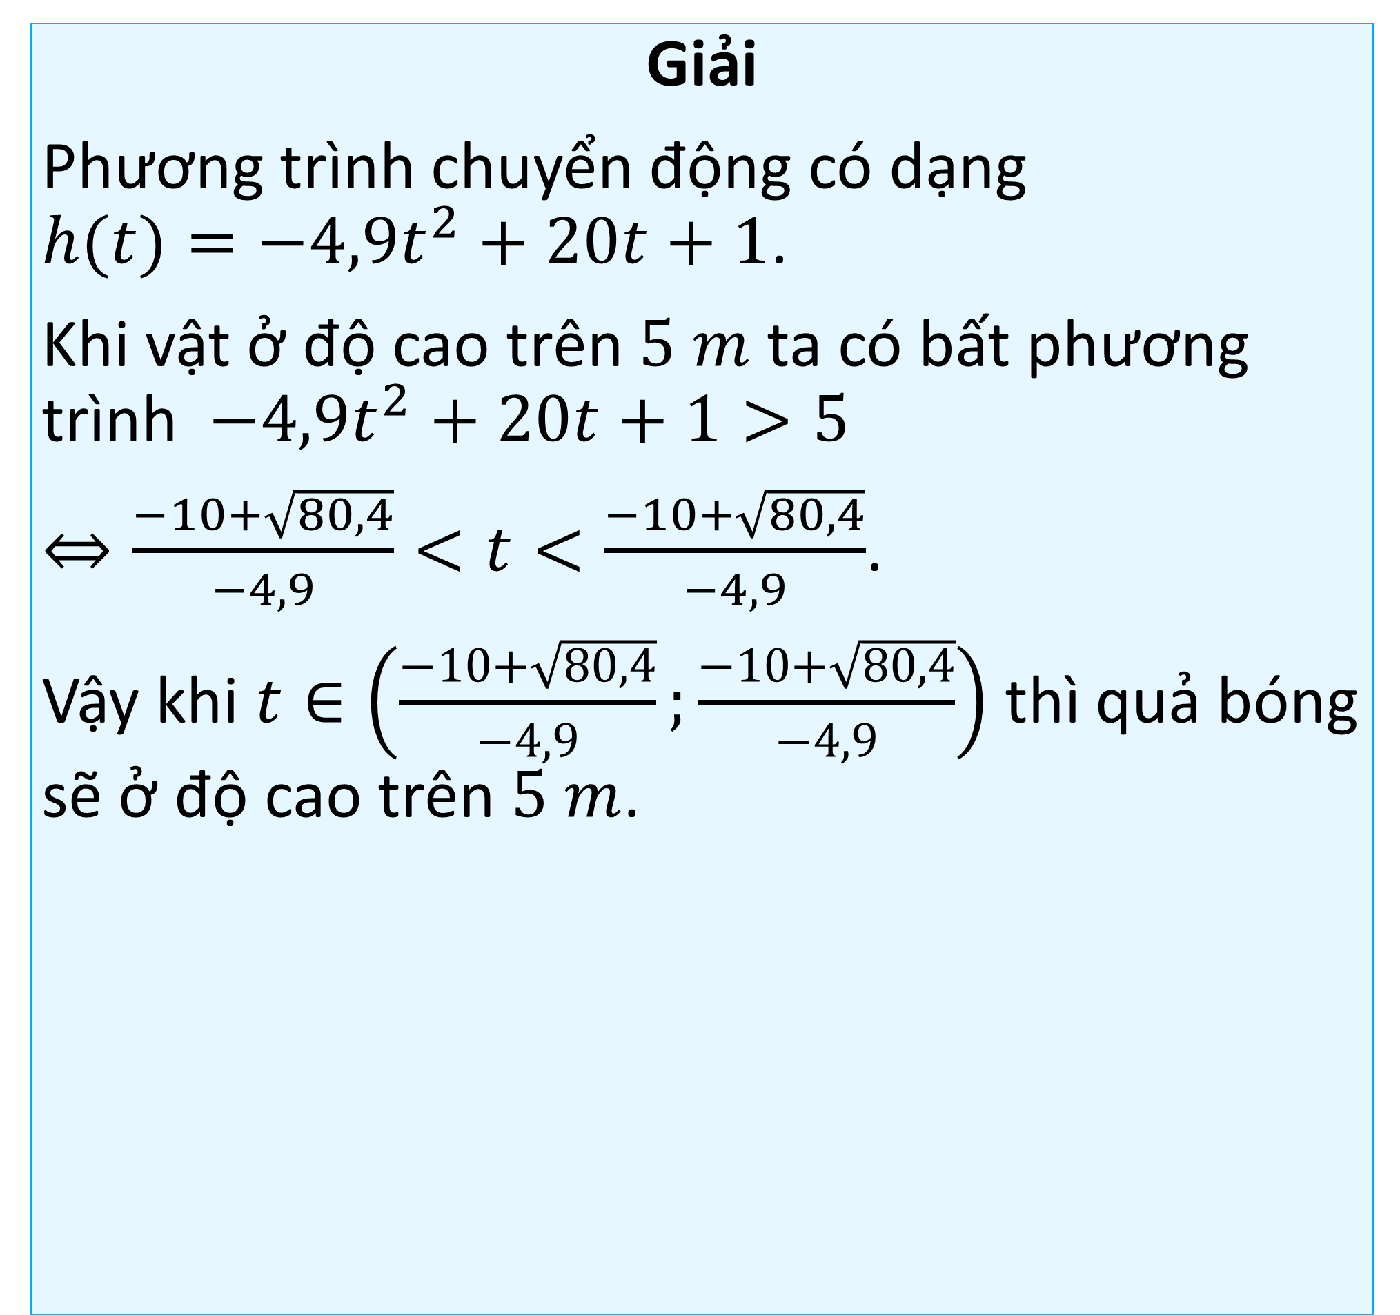 Giải
Phương trình chuyển động có dạng
h(t) = −4,9t² + 20t + 1.
Khi vật ở độ cao trên 5 m ta có bất phương
trình −4,9t² + 20t + 1 > 5
⇔ (−10+√80,4)/(−4,9) < t < (−10+√80,4)/(−4,9).
Vậy khi t ∈ ((−10+√80,4)/(−4,9) ; (−10+√80,4)/(−4,9)) thì quả bóng
sẽ ở độ cao trên 5 m.